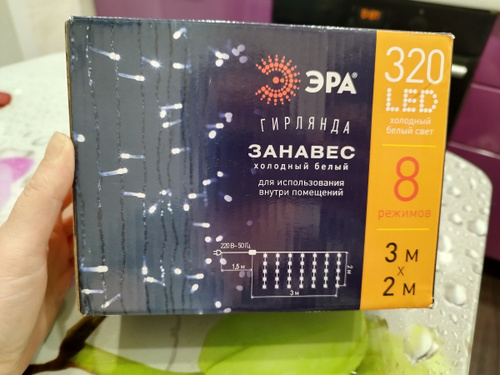 ЭРА®
ГИРЛЯНДА
ЗАНАВЕС
холодный белый
для использования
внутри помещений
220 В~50 Гц
1,5 м
3 м
2 м
320
LED
холодный
белый свет
8
режимов
3 м
x
2 м